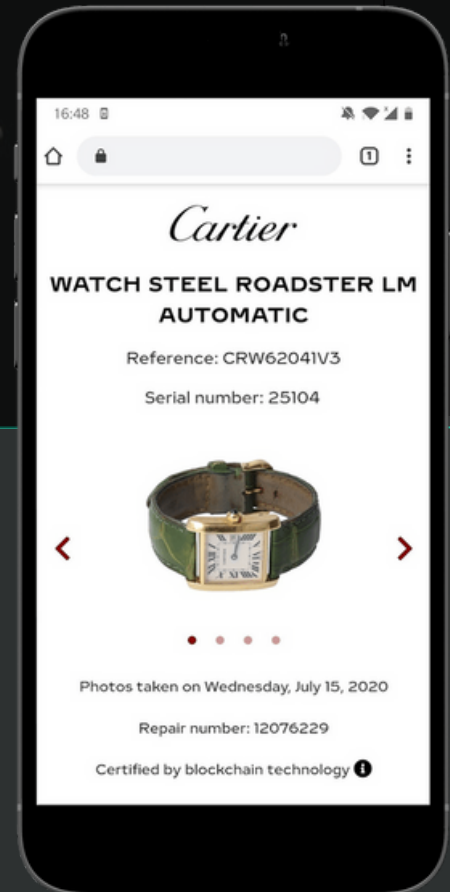 16:48
1
Cartier
WATCH STEEL ROADSTER LM
AUTOMATIC
Reference: CRW62041V3
Serial number: 25104
Photos taken on Wednesday, July 15, 2020
Repair number: 12076229
Certified by blockchain technology